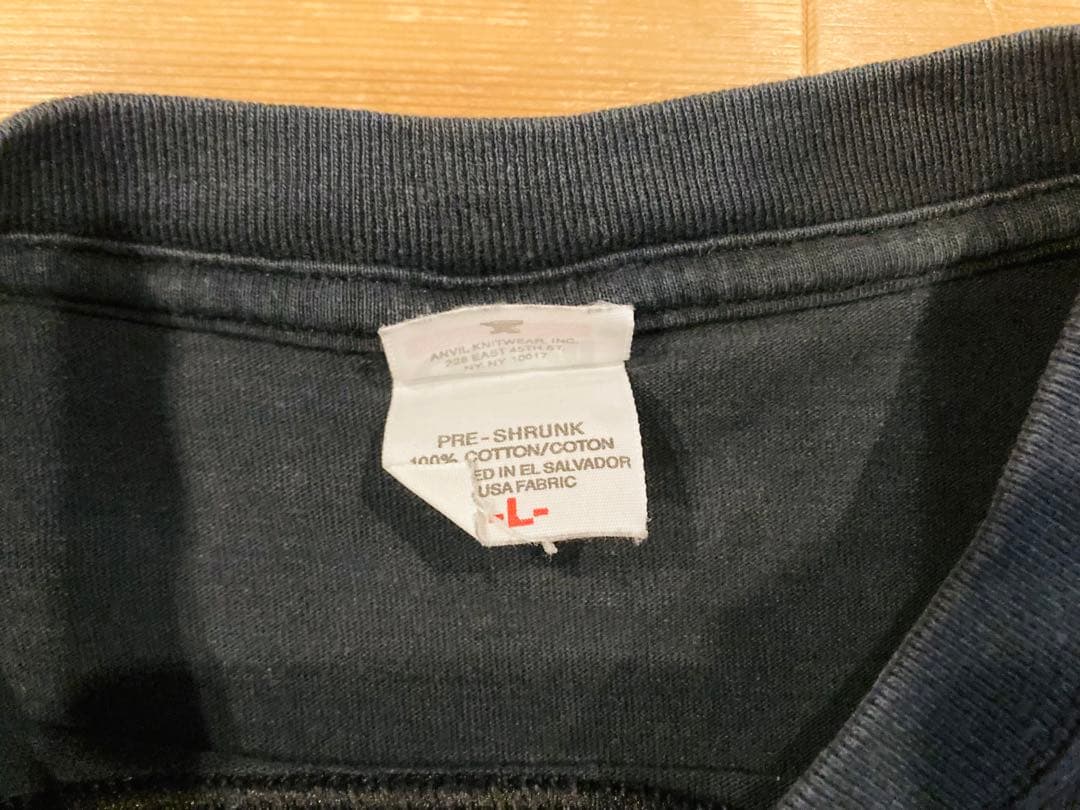 ANVIL KNITWEAR, INC.
228 EAST 45TH ST.
NY NY 10017
PRE-SHRUNK
100% COTTON/COTON
ED IN EL SALVADOR
USA FABRIC
-L-